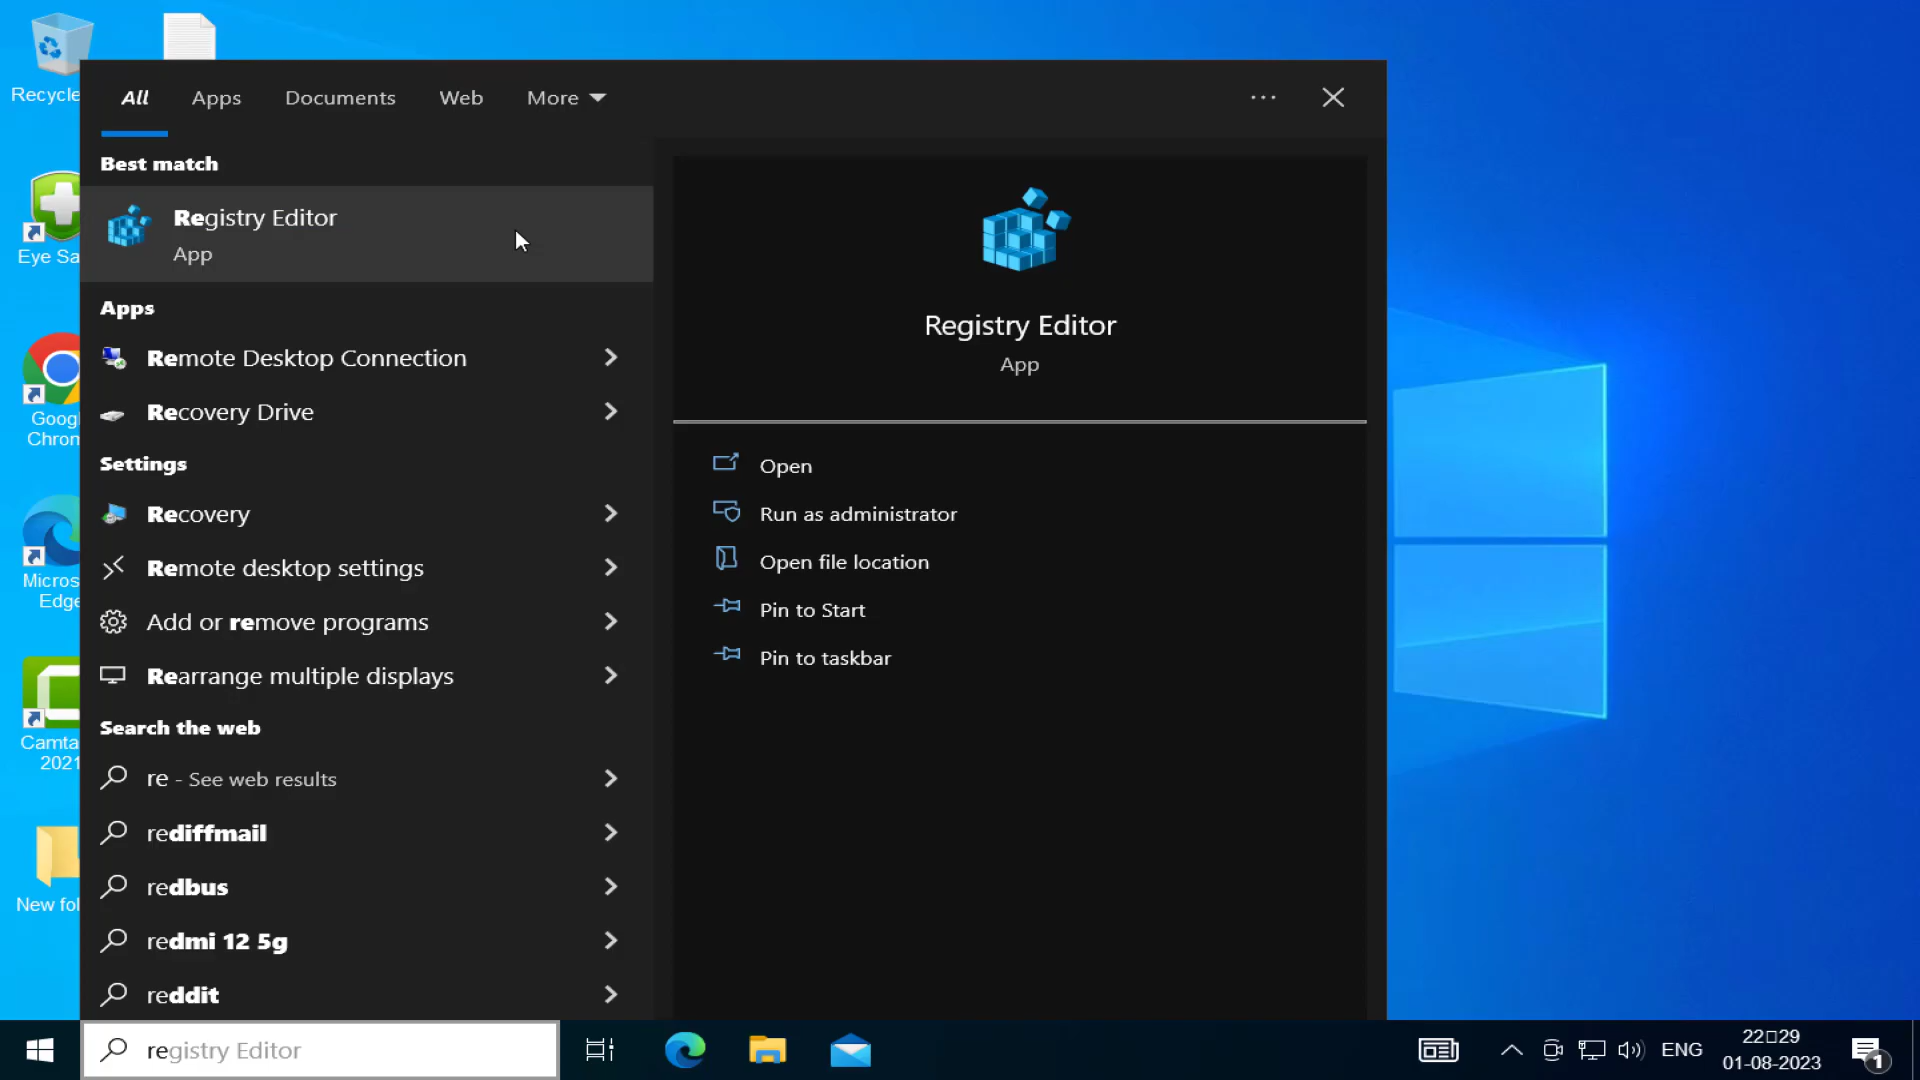 Recycle
All
Apps
Documents
Web
More
Best match
Registry Editor
App
Apps
Remote Desktop Connection
Recovery Drive
Settings
Recovery
Remote desktop settings
Add or remove programs
Rearrange multiple displays
Search the web
re - See web results
rediffmail
redbus
redmi 12 5g
reddit
Registry Editor
App
Open
Run as administrator
Open file location
Pin to Start
Pin to taskbar
Eye Sa
Goog
Chron
Micros
Edge
Camta
2021
New fol
registry Editor
ENG
22▯29
01-08-2023
1